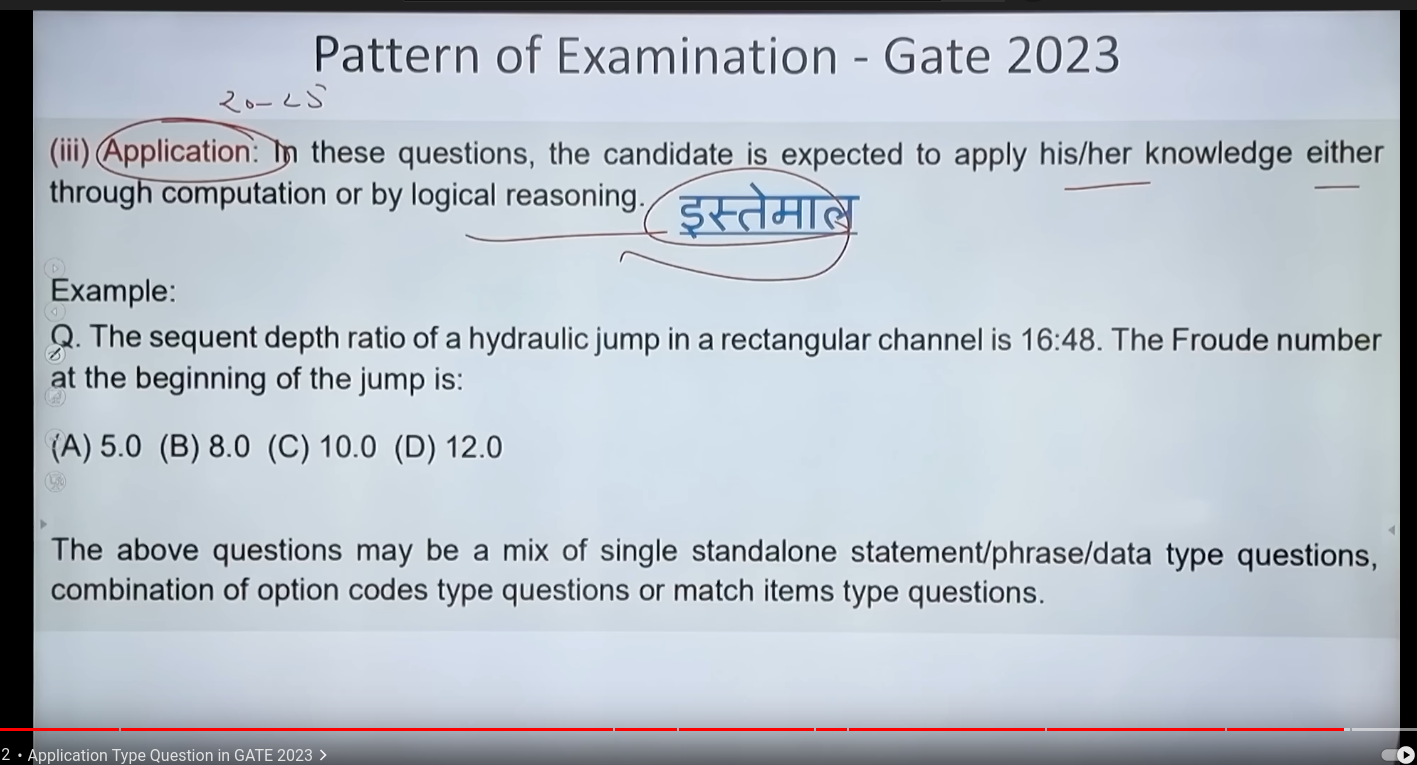 Pattern of Examination - Gate 2023
20-25
(iii) Application: In these questions, the candidate is expected to apply his/her knowledge either
through computation or by logical reasoning. इस्तेमाल
Example:
Q. The sequent depth ratio of a hydraulic jump in a rectangular channel is 16:48. The Froude number
at the beginning of the jump is:
(A) 5.0 (B) 8.0 (C) 10.0 (D) 12.0
The above questions may be a mix of single standalone statement/phrase/data type questions,
combination of option codes type questions or match items type questions.
2 • Application Type Question in GATE 2023 >